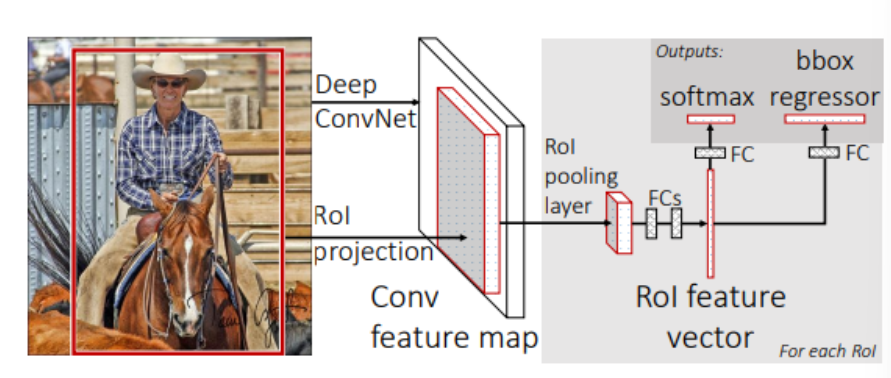 Deep
ConvNet
RoI
projection
Conv
feature map
RoI
pooling
layer
FCs
Outputs:
softmax
bbox
regressor
FC
FC
RoI feature
vector
For each RoI